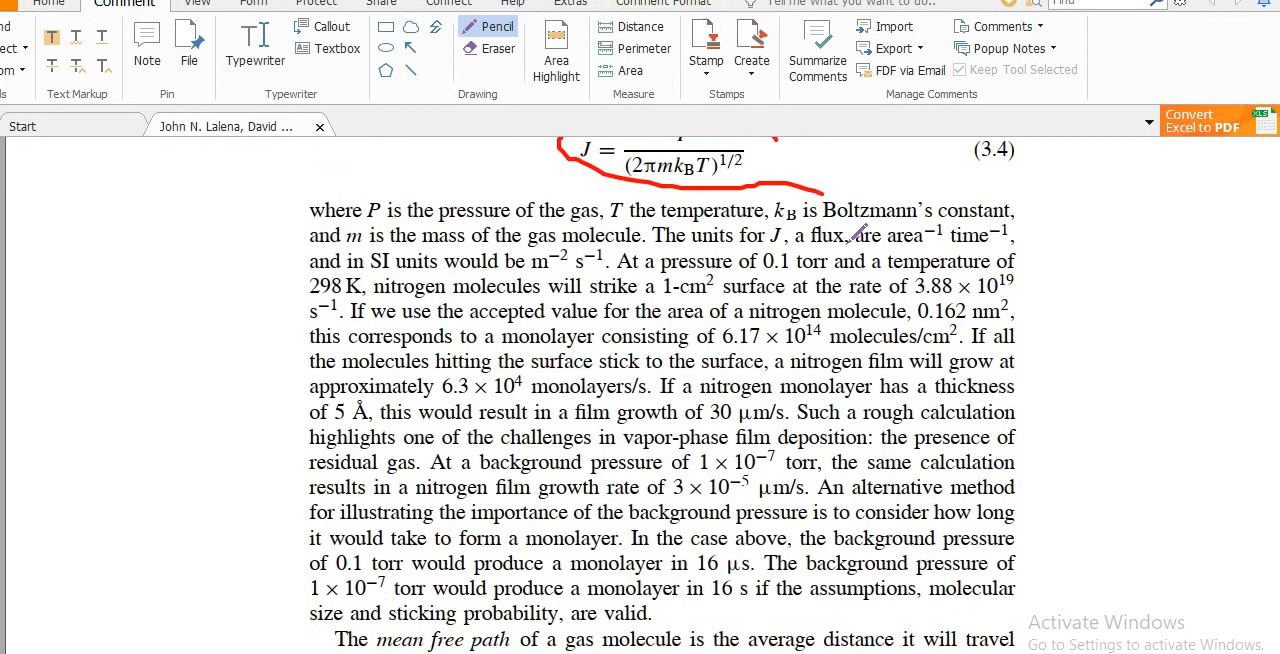 Home Comment View Form Protect Share Connect Help Extras Comment Format Tell me what you want to do.. Find
T T T
T T T
Text Markup
Note File
Pin
Typewriter
Callout
Textbox
Typewriter
Pencil
Eraser
Drawing
Area
Highlight
Distance
Perimeter
Area
Measure
Stamp Create
Stamps
Summarize
Comments
Import
Export
FDF via Email
Comments
Popup Notes
Keep Tool Selected
Manage Comments
Start
John N. Lalena, David ... ×
Convert
Excel to PDF
XLS
J = (2πmkBT)^1/2 (3.4)
where P is the pressure of the gas, T the temperature, kB is Boltzmann's constant,
and m is the mass of the gas molecule. The units for J, a flux, are area−1 time−1,
and in SI units would be m−2 s−1. At a pressure of 0.1 torr and a temperature of
298 K, nitrogen molecules will strike a 1-cm2 surface at the rate of 3.88 × 10^19
s−1. If we use the accepted value for the area of a nitrogen molecule, 0.162 nm2,
this corresponds to a monolayer consisting of 6.17 × 10^14 molecules/cm2. If all
the molecules hitting the surface stick to the surface, a nitrogen film will grow at
approximately 6.3 × 10^4 monolayers/s. If a nitrogen monolayer has a thickness
of 5 Å, this would result in a film growth of 30 μm/s. Such a rough calculation
highlights one of the challenges in vapor-phase film deposition: the presence of
residual gas. At a background pressure of 1 × 10−7 torr, the same calculation
results in a nitrogen film growth rate of 3 × 10−5 μm/s. An alternative method
for illustrating the importance of the background pressure is to consider how long
it would take to form a monolayer. In the case above, the background pressure
of 0.1 torr would produce a monolayer in 16 μs. The background pressure of
1 × 10−7 torr would produce a monolayer in 16 s if the assumptions, molecular
size and sticking probability, are valid.
The mean free path of a gas molecule is the average distance it will travel
Activate Windows
Go to Settings to activate Windows.